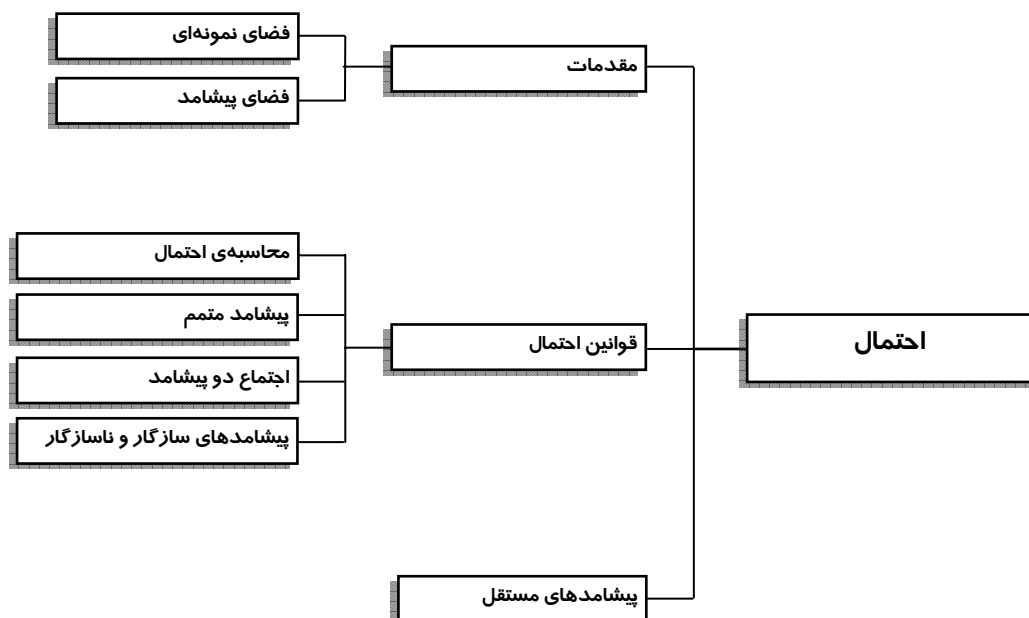 احتمال
مقدمات
فضای نمونه‌ای
فضای پیشامد
قوانین احتمال
محاسبه‌ی احتمال
پیشامد متمم
اجتماع دو پیشامد
پیشامدهای سازگار و ناسازگار
پیشامدهای مستقل